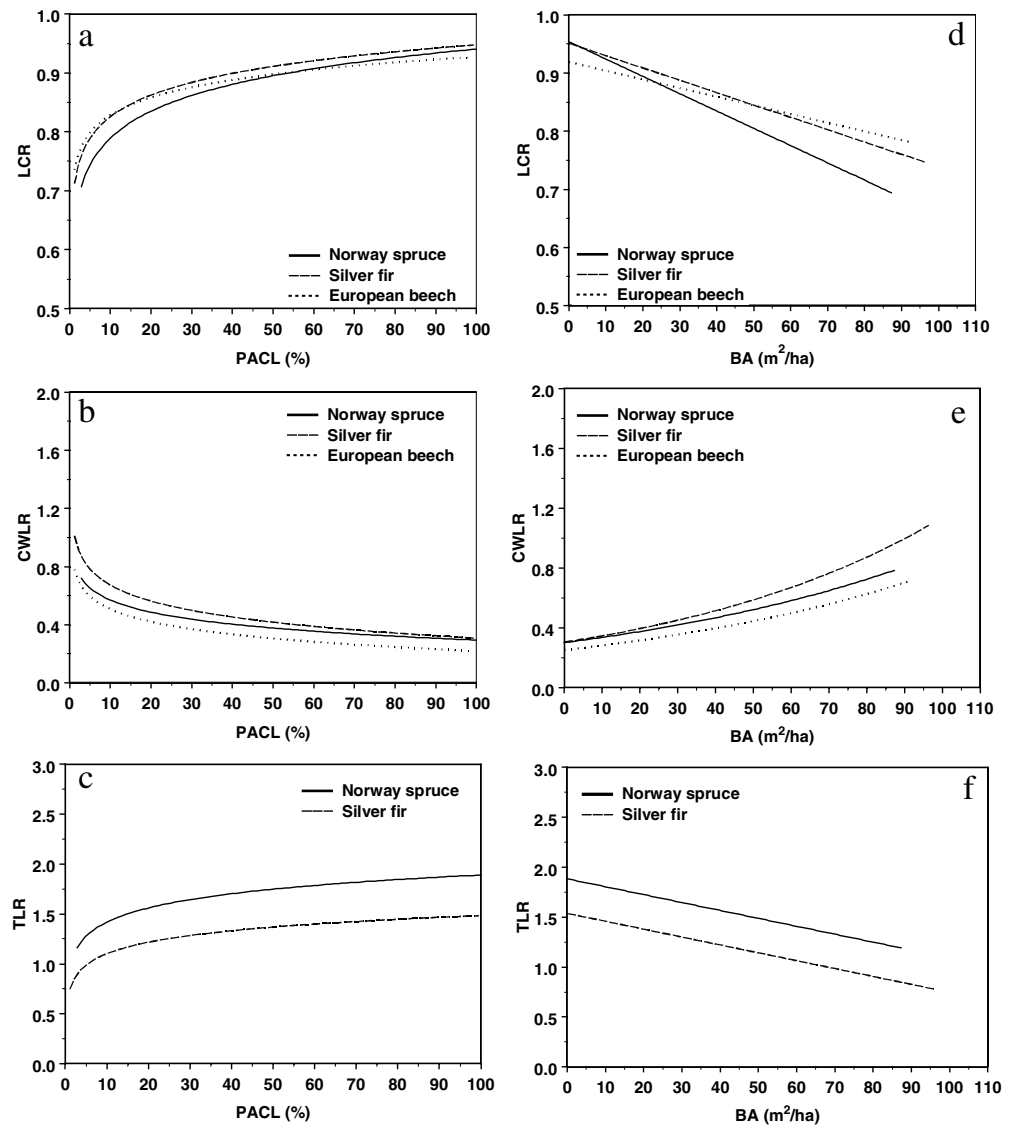 a
1.0
0.9
0.8
0.7
0.6
0.5
LCR
Norway spruce
Silver fir
European beech
0 10 20 30 40 50 60 70 80 90 100
PACL (%)
d
1.0
0.9
0.8
0.7
0.6
0.5
LCR
Norway spruce
Silver fir
European beech
0 10 20 30 40 50 60 70 80 90 100 110
BA (m²/ha)
b
2.0
1.6
1.2
0.8
0.4
0.0
CWLR
Norway spruce
Silver fir
European beech
0 10 20 30 40 50 60 70 80 90 100
PACL (%)
e
2.0
1.6
1.2
0.8
0.4
0.0
CWLR
Norway spruce
Silver fir
European beech
0 10 20 30 40 50 60 70 80 90 100 110
BA (m²/ha)
c
3.0
2.5
2.0
1.5
1.0
0.5
0.0
TLR
Norway spruce
Silver fir
0 10 20 30 40 50 60 70 80 90 100
PACL (%)
f
3.0
2.5
2.0
1.5
1.0
0.5
0.0
TLR
Norway spruce
Silver fir
0 10 20 30 40 50 60 70 80 90 100 110
BA (m²/ha)